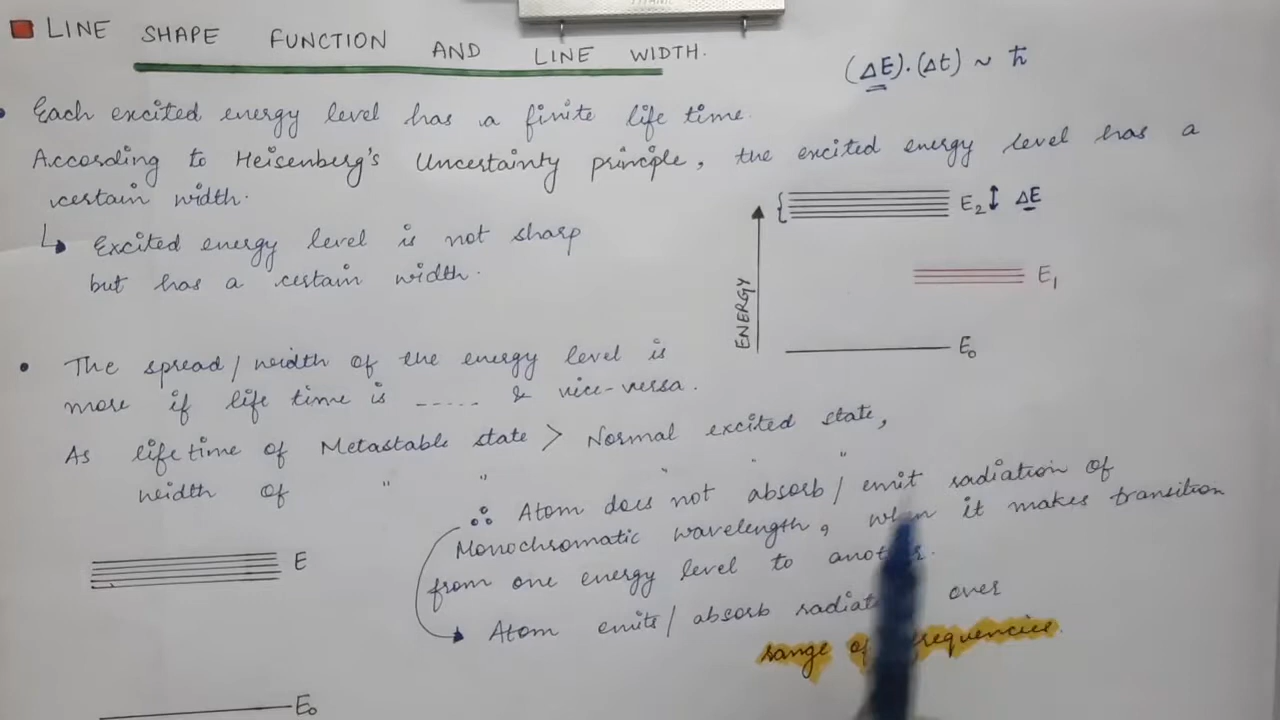 LINE SHAPE FUNCTION AND LINE WIDTH.
(ΔE).(Δt) ~ ħ
Each excited energy level has a finite life time.
According to Heisenberg's Uncertainty principle, the excited energy level has a
certain width.
Excited energy level is not sharp
but has a certain width.
E₂ ↕ ΔE
E₁
ENERGY
E₀
The spread/width of the energy level is
more if life time is ----- & vice-versa.
As life time of Metastable state > Normal excited state,
width of " " " " "
∴ Atom does not absorb/emit radiation of
Monochromatic wavelength, when it makes transition
from one energy level to another.
Atom emits/absorb radiation over
range of frequencies.
E
E₀